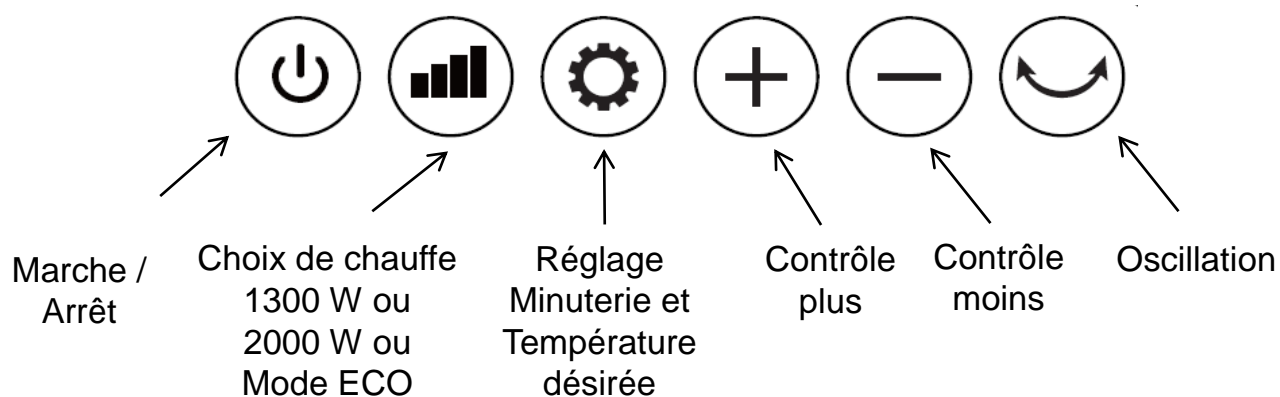 Marche /
Arrêt
Choix de chauffe
1300 W ou
2000 W ou
Mode ECO
Réglage
Minuterie et
Température
désirée
Contrôle
plus
Contrôle
moins
Oscillation